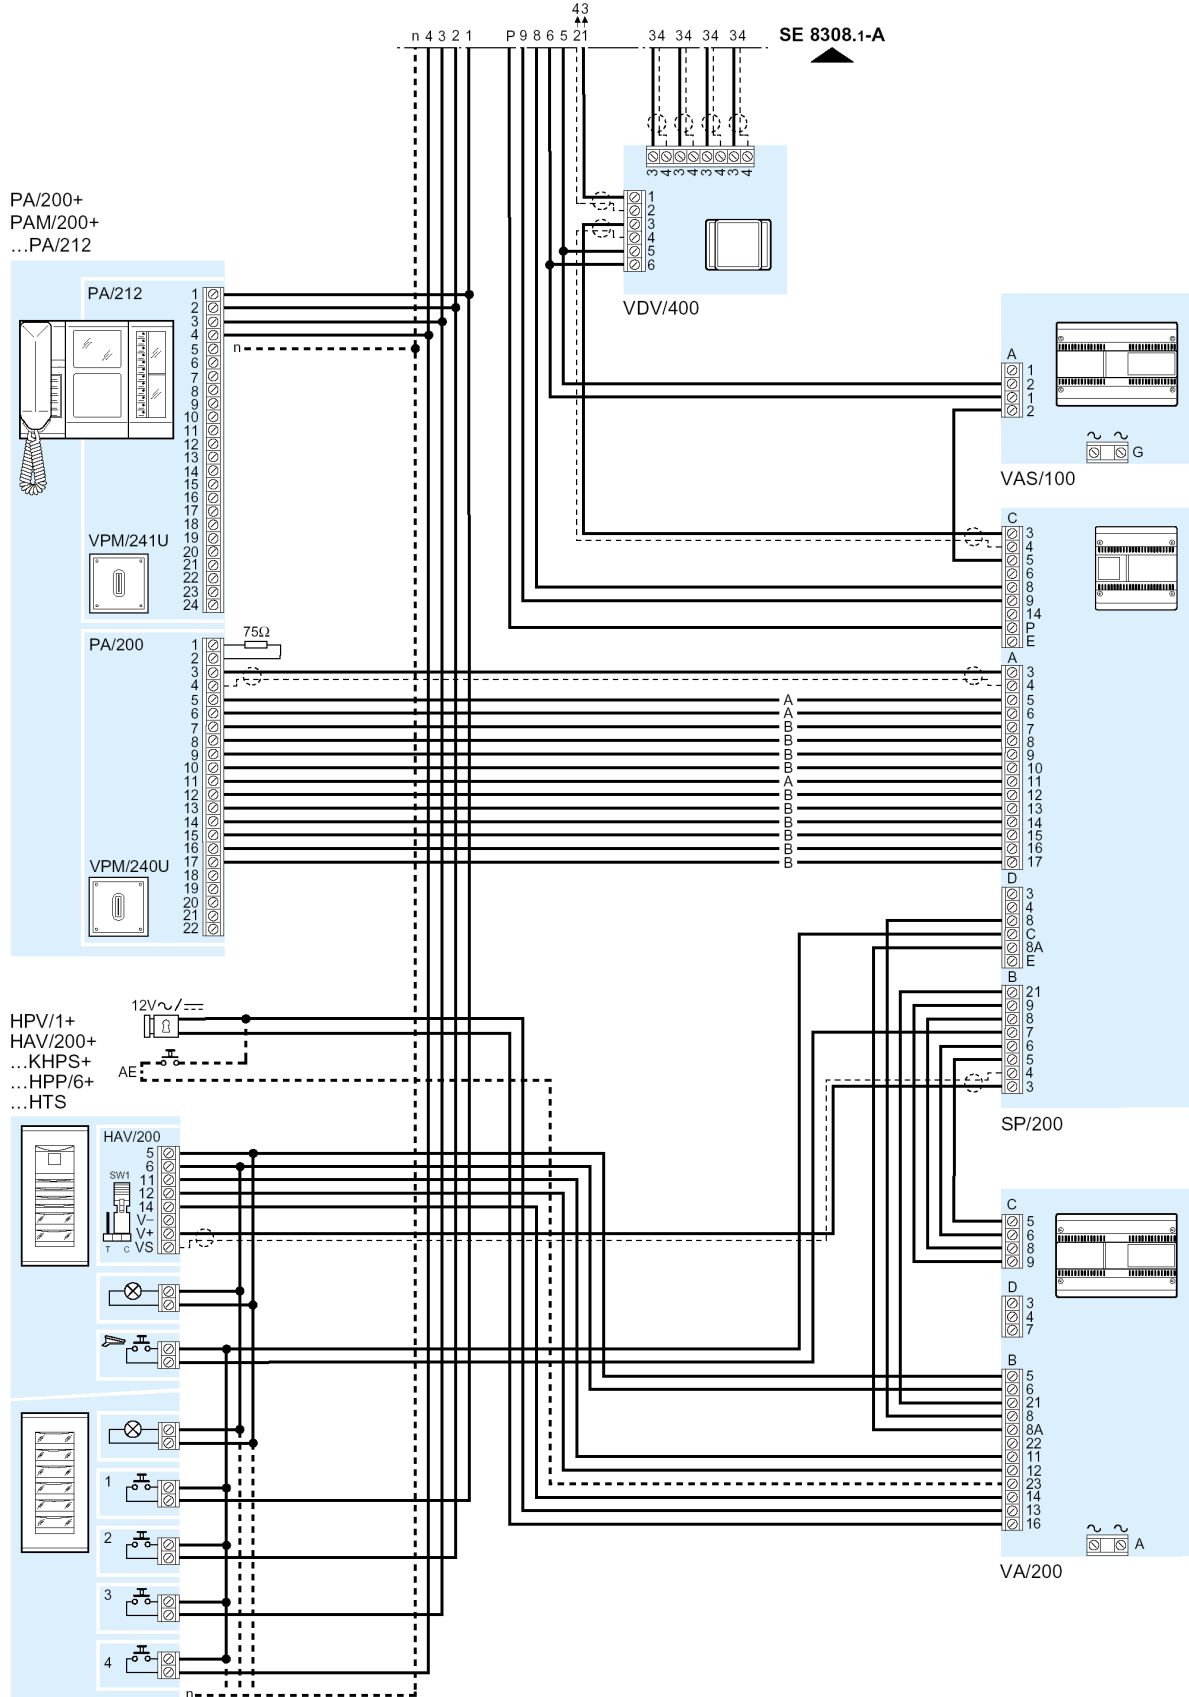 43
n 4 3 2 1 P 9 8 6 5 21 34 34 34 34 SE 8308.1-A
3 4 3 4 3 4 3 4
1
2
3
4
5
6
VDV/400
PA/200+
PAM/200+
...PA/212
PA/212
1
2
3
4
5
6
7
8
9
10
11
12
13
14
15
16
17
18
19
20
21
22
23
24
n
VPM/241U
A
1
2
1
2
G
VAS/100
PA/200
75Ω
1
2
3
4
5
6
7
8
9
10
11
12
13
14
15
16
17
18
19
20
21
22
VPM/240U
A
A
B
B
B
B
A
B
B
B
B
B
B
C
3
4
5
6
8
9
14
P
E
A
3
4
5
6
7
8
9
10
11
12
13
14
15
16
17
D
3
4
8
C
8A
E
B
21
9
8
7
6
5
4
3
SP/200
12V
AE
HPV/1+
HAV/200+
...KHPS+
...HPP/6+
...HTS
HAV/200
SW1
T C
5
6
11
12
14
V–
V+
VS
1
2
3
4
n
C
5
6
8
9
D
3
4
7
B
5
6
21
8
8A
22
11
12
23
14
13
16
A
VA/200